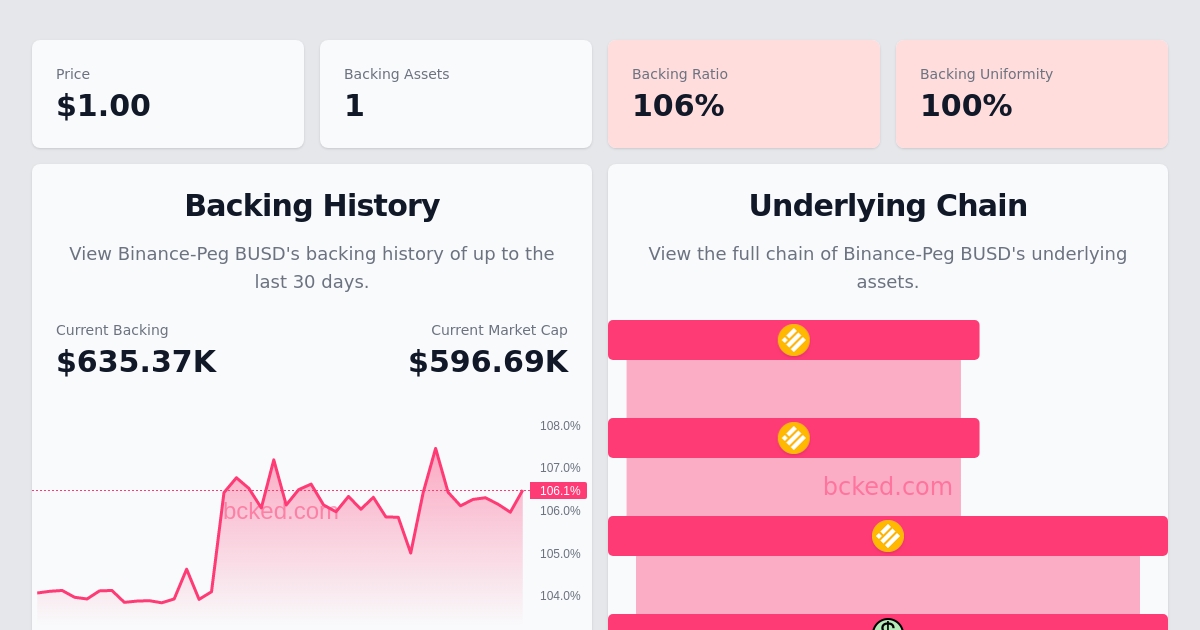 Price
$1.00
Backing Assets
1
Backing Ratio
106%
Backing Uniformity
100%
Backing History
View Binance-Peg BUSD's backing history of up to the
last 30 days.
Current Backing
$635.37K
Current Market Cap
$596.69K
108.0%
107.0%
106.1%
106.0%
105.0%
104.0%
bcked.com
Underlying Chain
View the full chain of Binance-Peg BUSD's underlying
assets.
bcked.com
$